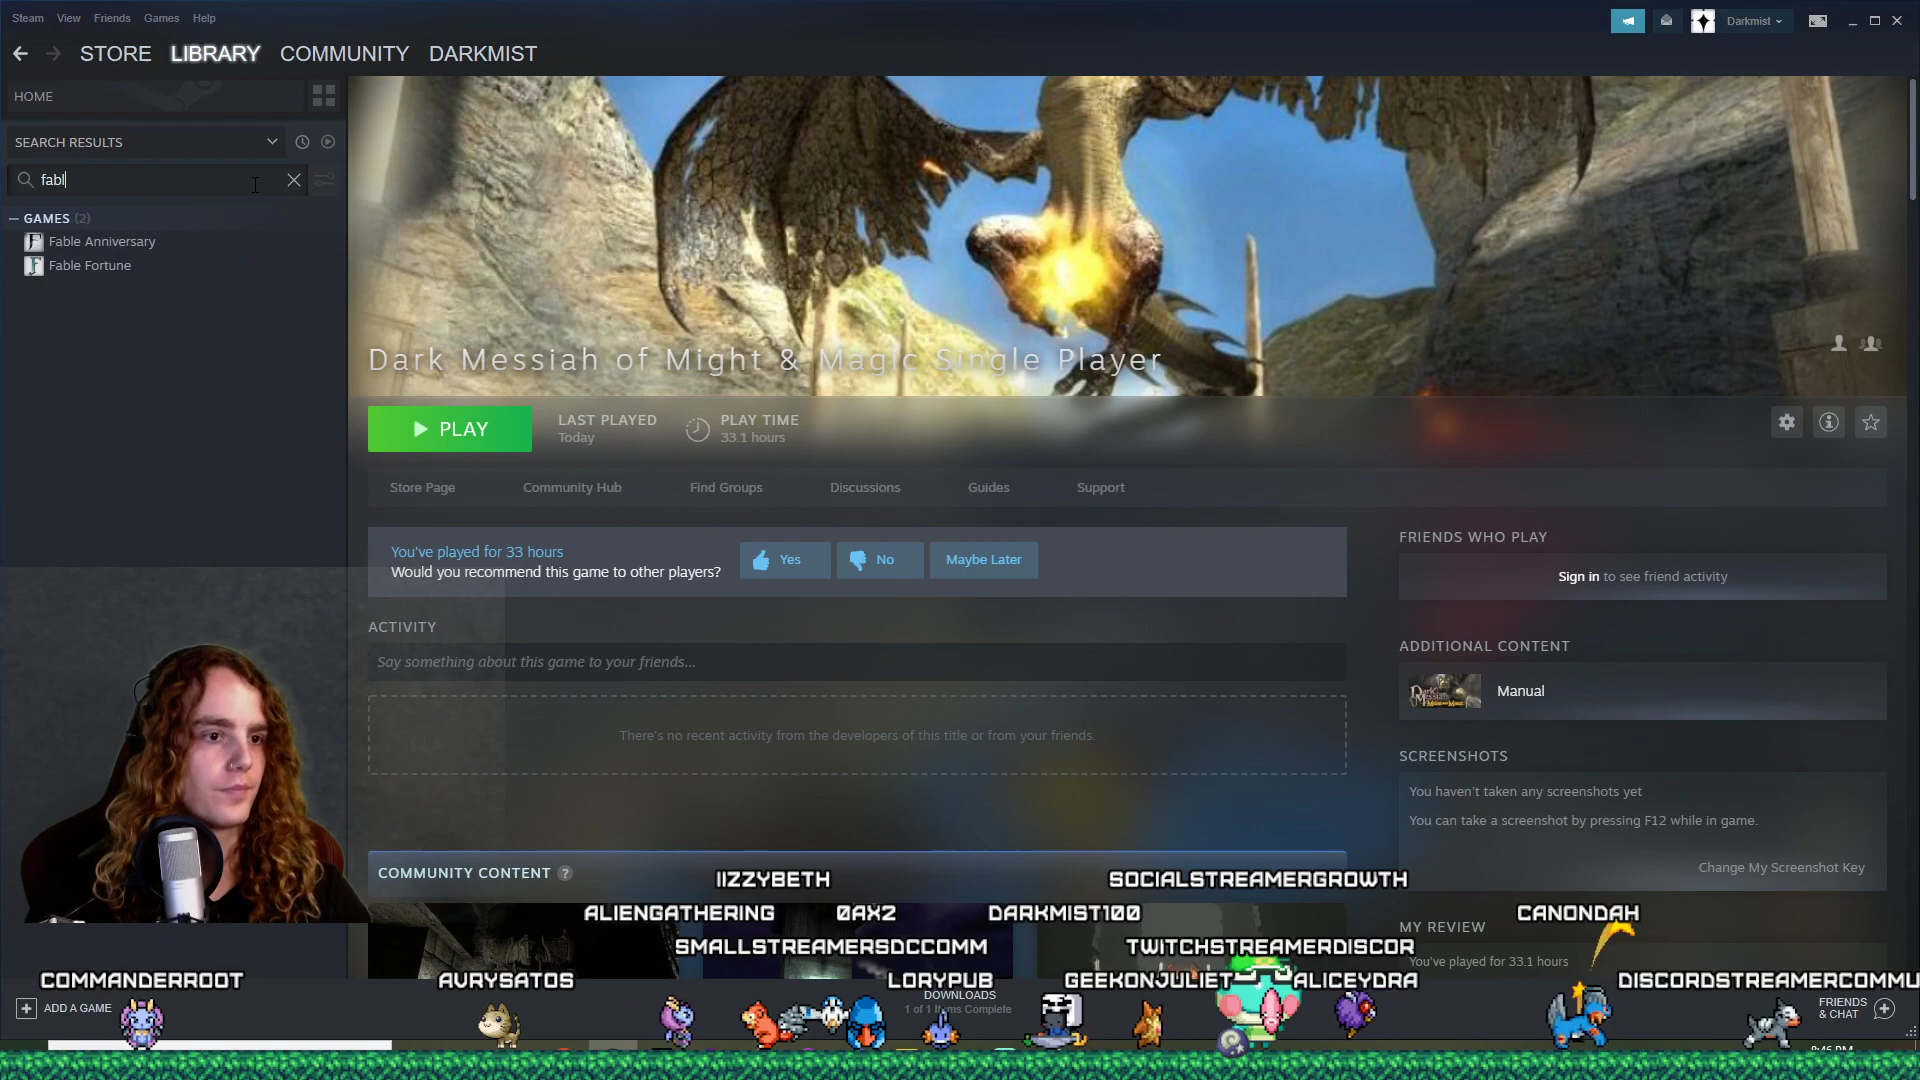 Steam View Friends Games Help
Darkmist
STORE LIBRARY COMMUNITY DARKMIST
HOME
SEARCH RESULTS
fabl
GAMES (2)
Fable Anniversary
Fable Fortune
Dark Messiah of Might & Magic Single Player
PLAY
LAST PLAYED
Today
PLAY TIME
33.1 hours
Store Page Community Hub Find Groups Discussions Guides Support
You've played for 33 hours
Would you recommend this game to other players?
Yes
No
Maybe Later
FRIENDS WHO PLAY
Sign in to see friend activity
ACTIVITY
Say something about this game to your friends...
There's no recent activity from the developers of this title or from your friends.
ADDITIONAL CONTENT
Manual
SCREENSHOTS
You haven't taken any screenshots yet
You can take a screenshot by pressing F12 while in game.
Change My Screenshot Key
COMMUNITY CONTENT ?
MY REVIEW
You've played for 33.1 hours
IIZZYBETH
SOCIALSTREAMERGROWTH
ALIENGATHERING
0AX2
DARKMIST100
CANONDAH
SMALLSTREAMERSDCCOMM
TWITCHSTREAMERDISCOR
COMMANDERROOT
AVRYSATOS
LORYPUB
GEEKONJULIET
ALICEYDRA
DISCORDSTREAMERCOMMU
ADD A GAME
DOWNLOADS
1 of 1 Items Complete
FRIENDS
& CHAT